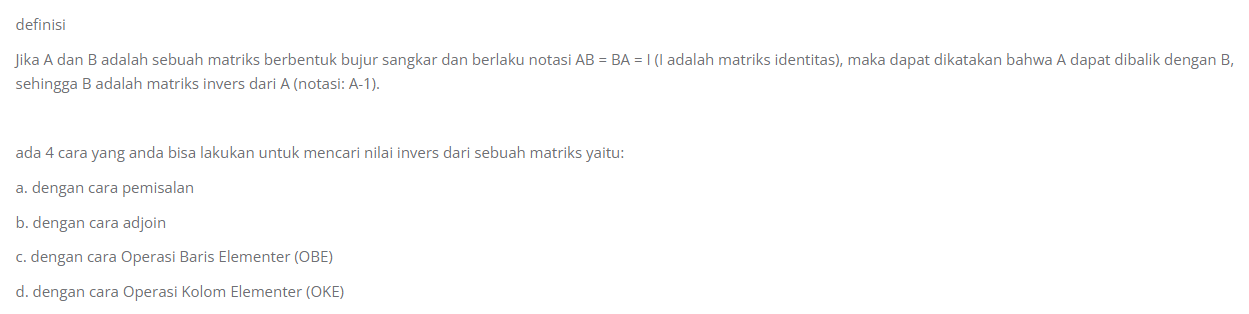 definisi
Jika A dan B adalah sebuah matriks berbentuk bujur sangkar dan berlaku notasi AB = BA = I (I adalah matriks identitas), maka dapat dikatakan bahwa A dapat dibalik dengan B,
sehingga B adalah matriks invers dari A (notasi: A-1).
ada 4 cara yang anda bisa lakukan untuk mencari nilai invers dari sebuah matriks yaitu:
a. dengan cara pemisalan
b. dengan cara adjoin
c. dengan cara Operasi Baris Elementer (OBE)
d. dengan cara Operasi Kolom Elementer (OKE)